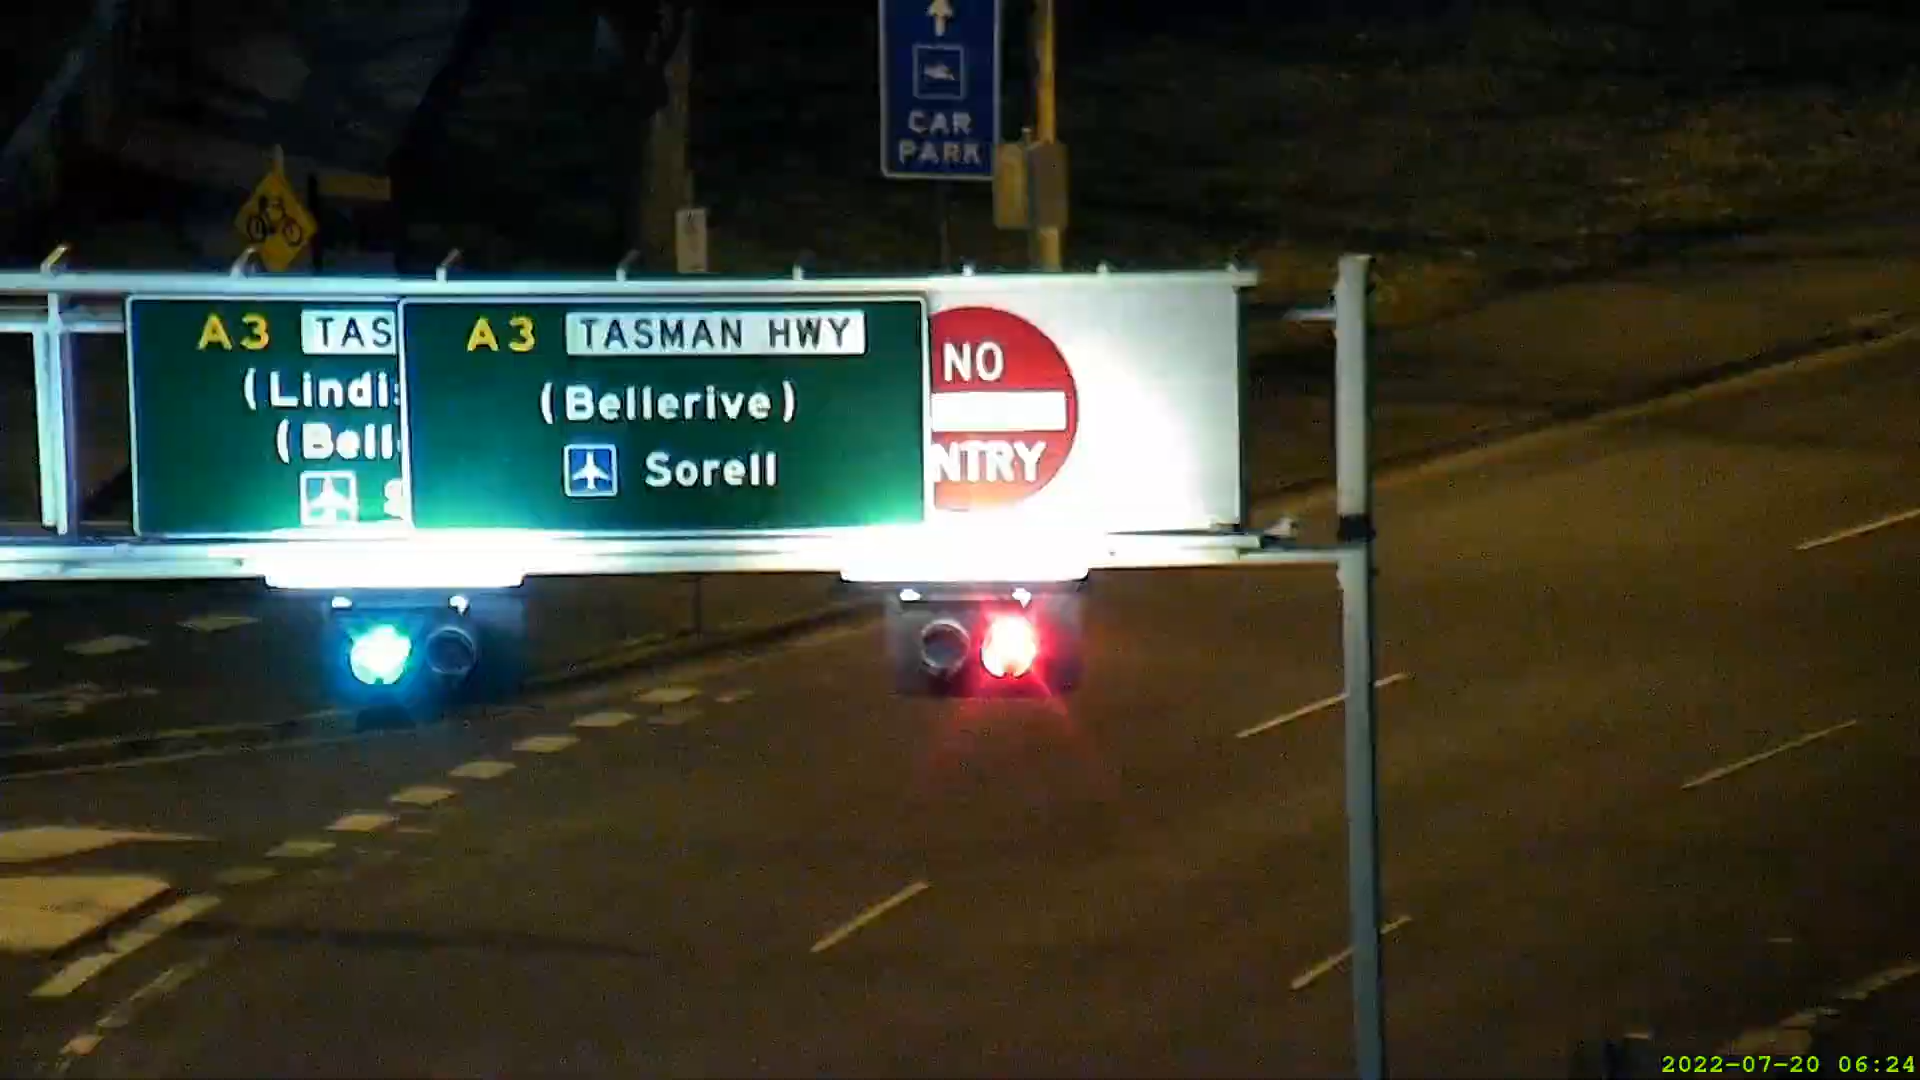 CAR
PARK
A3 TAS
(Lindi
(Bell
A3 TASMAN HWY
(Bellerive)
Sorell
NO
NTRY
2022-07-20 06:24